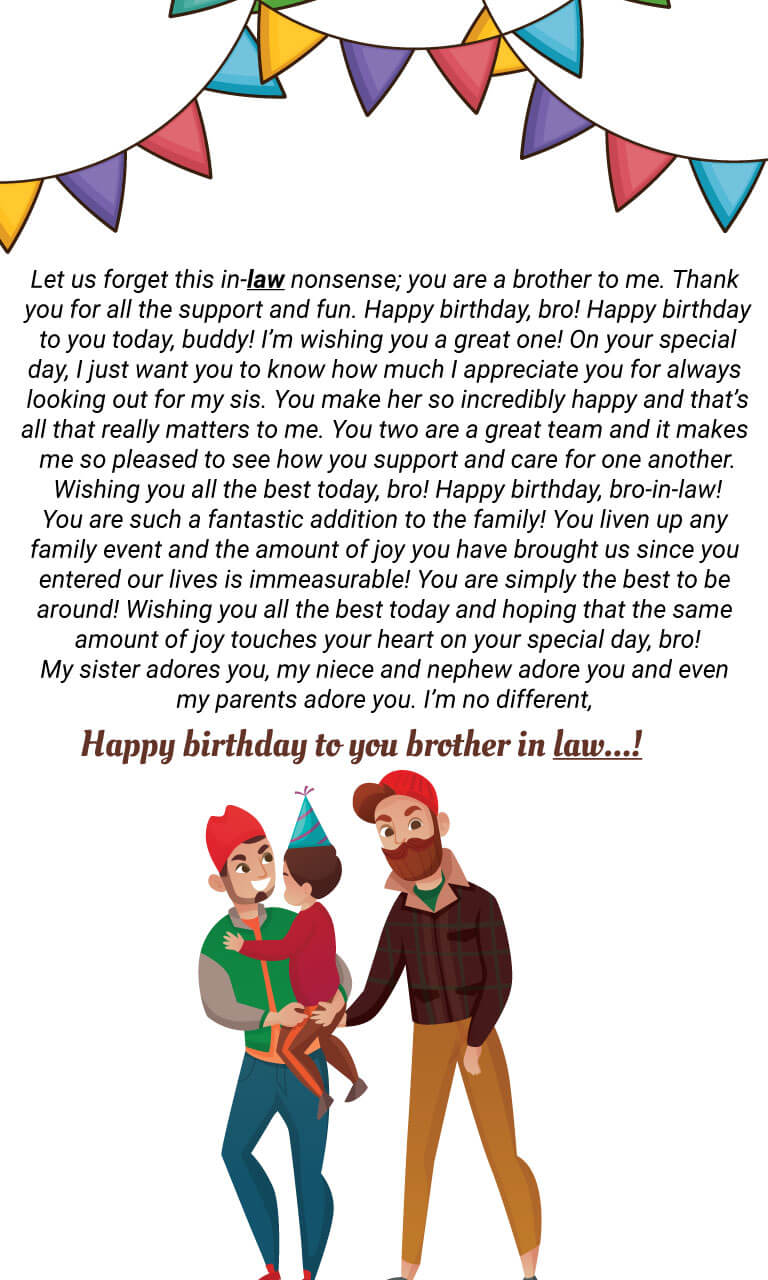 Let us forget this in-law nonsense; you are a brother to me. Thank
you for all the support and fun. Happy birthday, bro! Happy birthday
to you today, buddy! I’m wishing you a great one! On your special
day, I just want you to know how much I appreciate you for always
looking out for my sis. You make her so incredibly happy and that’s
all that really matters to me. You two are a great team and it makes
me so pleased to see how you support and care for one another.
Wishing you all the best today, bro! Happy birthday, bro-in-law!
You are such a fantastic addition to the family! You liven up any
family event and the amount of joy you have brought us since you
entered our lives is immeasurable! You are simply the best to be
around! Wishing you all the best today and hoping that the same
amount of joy touches your heart on your special day, bro!
My sister adores you, my niece and nephew adore you and even
my parents adore you. I’m no different,
Happy birthday to you brother in law...!